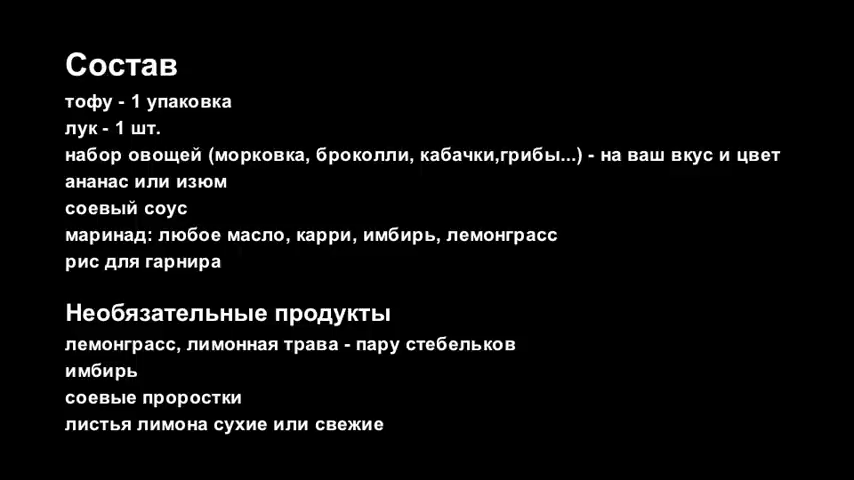 Состав
тофу - 1 упаковка
лук - 1 шт.
набор овощей (морковка, броколли, кабачки,грибы...) - на ваш вкус и цвет
ананас или изюм
соевый соус
маринад: любое масло, карри, имбирь, лемонграсс
рис для гарнира
Необязательные продукты
лемонграсс, лимонная трава - пару стебельков
имбирь
соевые проростки
листья лимона сухие или свежие